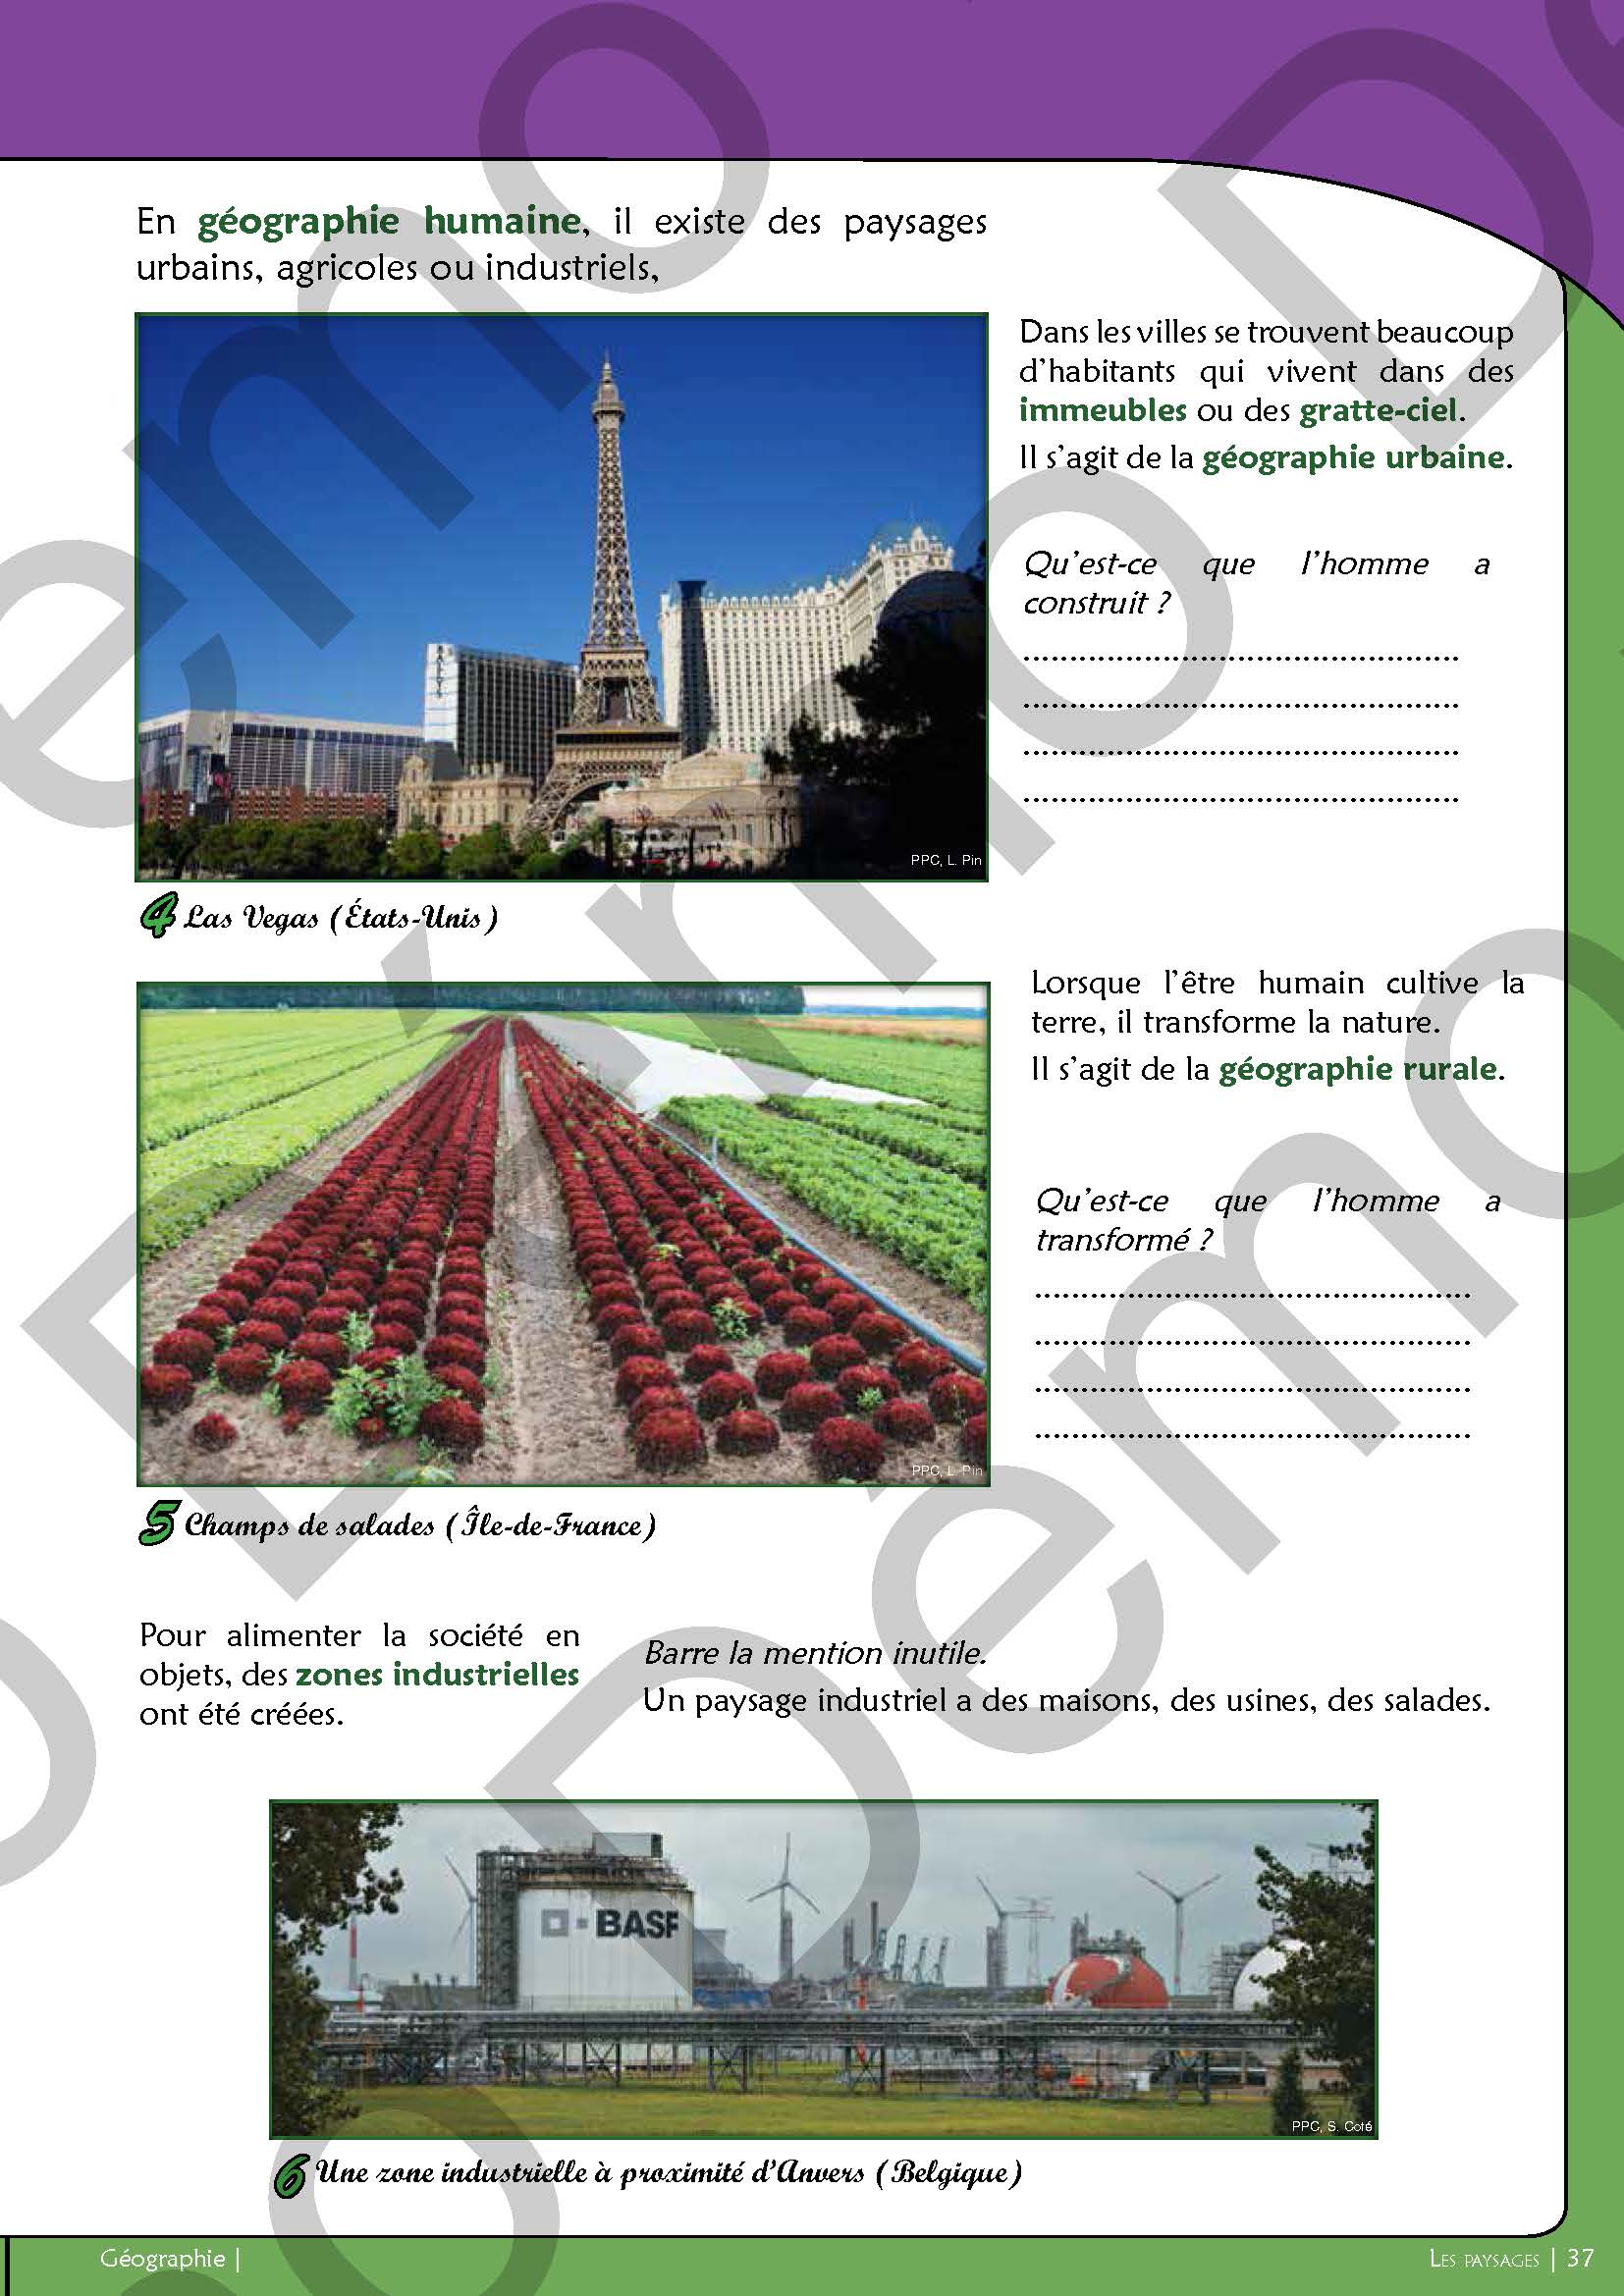 En géographie humaine, il existe des paysages
urbains, agricoles ou industriels,
Dans les villes se trouvent beaucoup
d'habitants qui vivent dans des
immeubles ou des gratte-ciel.
Il s'agit de la géographie urbaine.
Qu'est-ce que l'homme a
construit ?
..............................................
..............................................
..............................................
..............................................
BALLYS
PPC, L. Pin
4 Las Vegas (États-Unis)
Lorsque l'être humain cultive la
terre, il transforme la nature.
Il s'agit de la géographie rurale.
Qu'est-ce que l'homme a
transformé ?
..............................................
..............................................
..............................................
..............................................
PPC, L. Pin
5 Champs de salades (Île-de-France)
Pour alimenter la société en
objets, des zones industrielles
ont été créées.
Barre la mention inutile.
Un paysage industriel a des maisons, des usines, des salades.
BASF
PPC, S. Coté
6 Une zone industrielle à proximité d'Anvers (Belgique)
Géographie |
Les paysages | 37
Démo Démo Démo